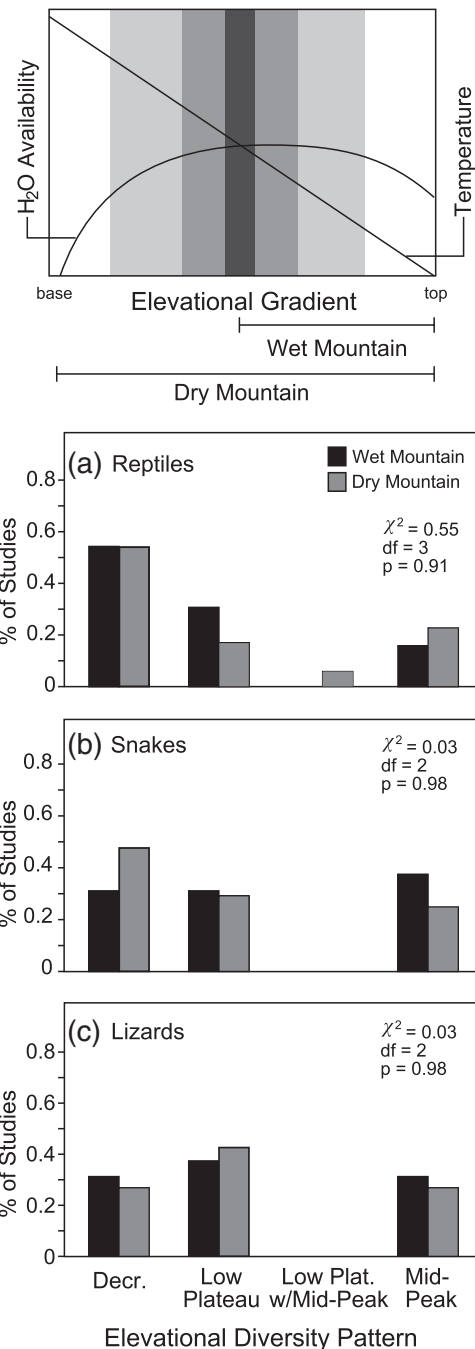 H₂O Availability
Temperature
base
top
Elevational Gradient
Wet Mountain
Dry Mountain
(a) Reptiles
Wet Mountain
Dry Mountain
χ² = 0.55
df = 3
p = 0.91
% of Studies
0.8
0.6
0.4
0.2
0
(b) Snakes
χ² = 0.03
df = 2
p = 0.98
% of Studies
0.8
0.6
0.4
0.2
0
(c) Lizards
χ² = 0.03
df = 2
p = 0.98
% of Studies
0.8
0.6
0.4
0.2
0
Decr.
Low
Plateau
Low Plat.
w/Mid-Peak
Mid-
Peak
Elevational Diversity Pattern